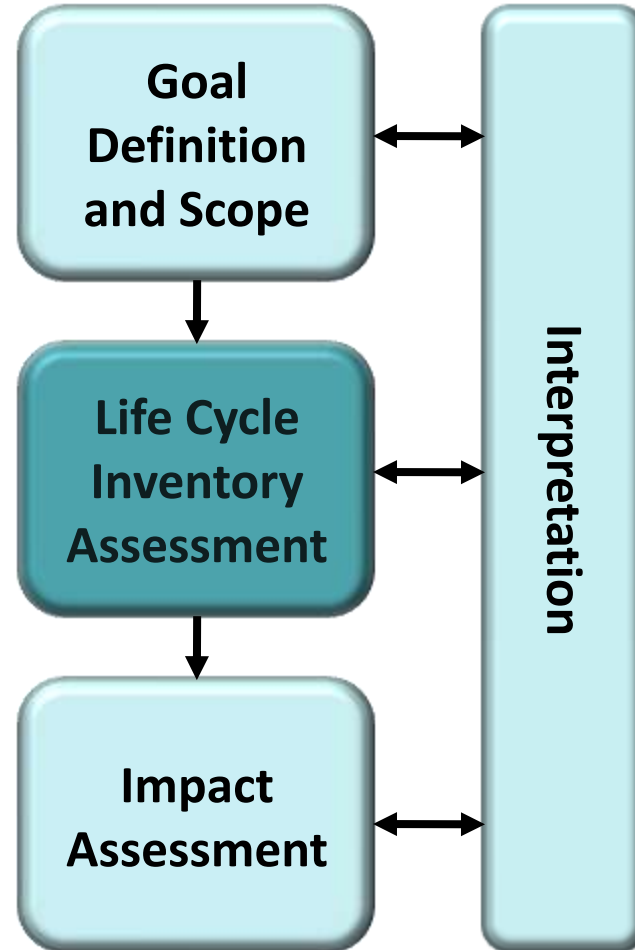 Goal
Definition
and Scope
Life Cycle
Inventory
Assessment
Impact
Assessment
Interpretation